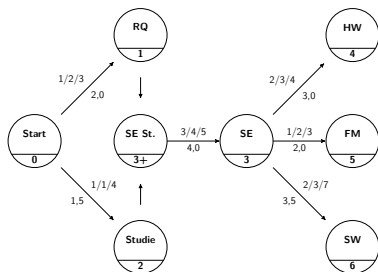 RQ
1
HW
4
1/2/3
2,0
2/3/4
3,0
Start
0
SE St.
3+
3/4/5
4,0
SE
3
1/2/3
2,0
FM
5
1/1/4
1,5
2/3/7
3,5
Studie
2
SW
6